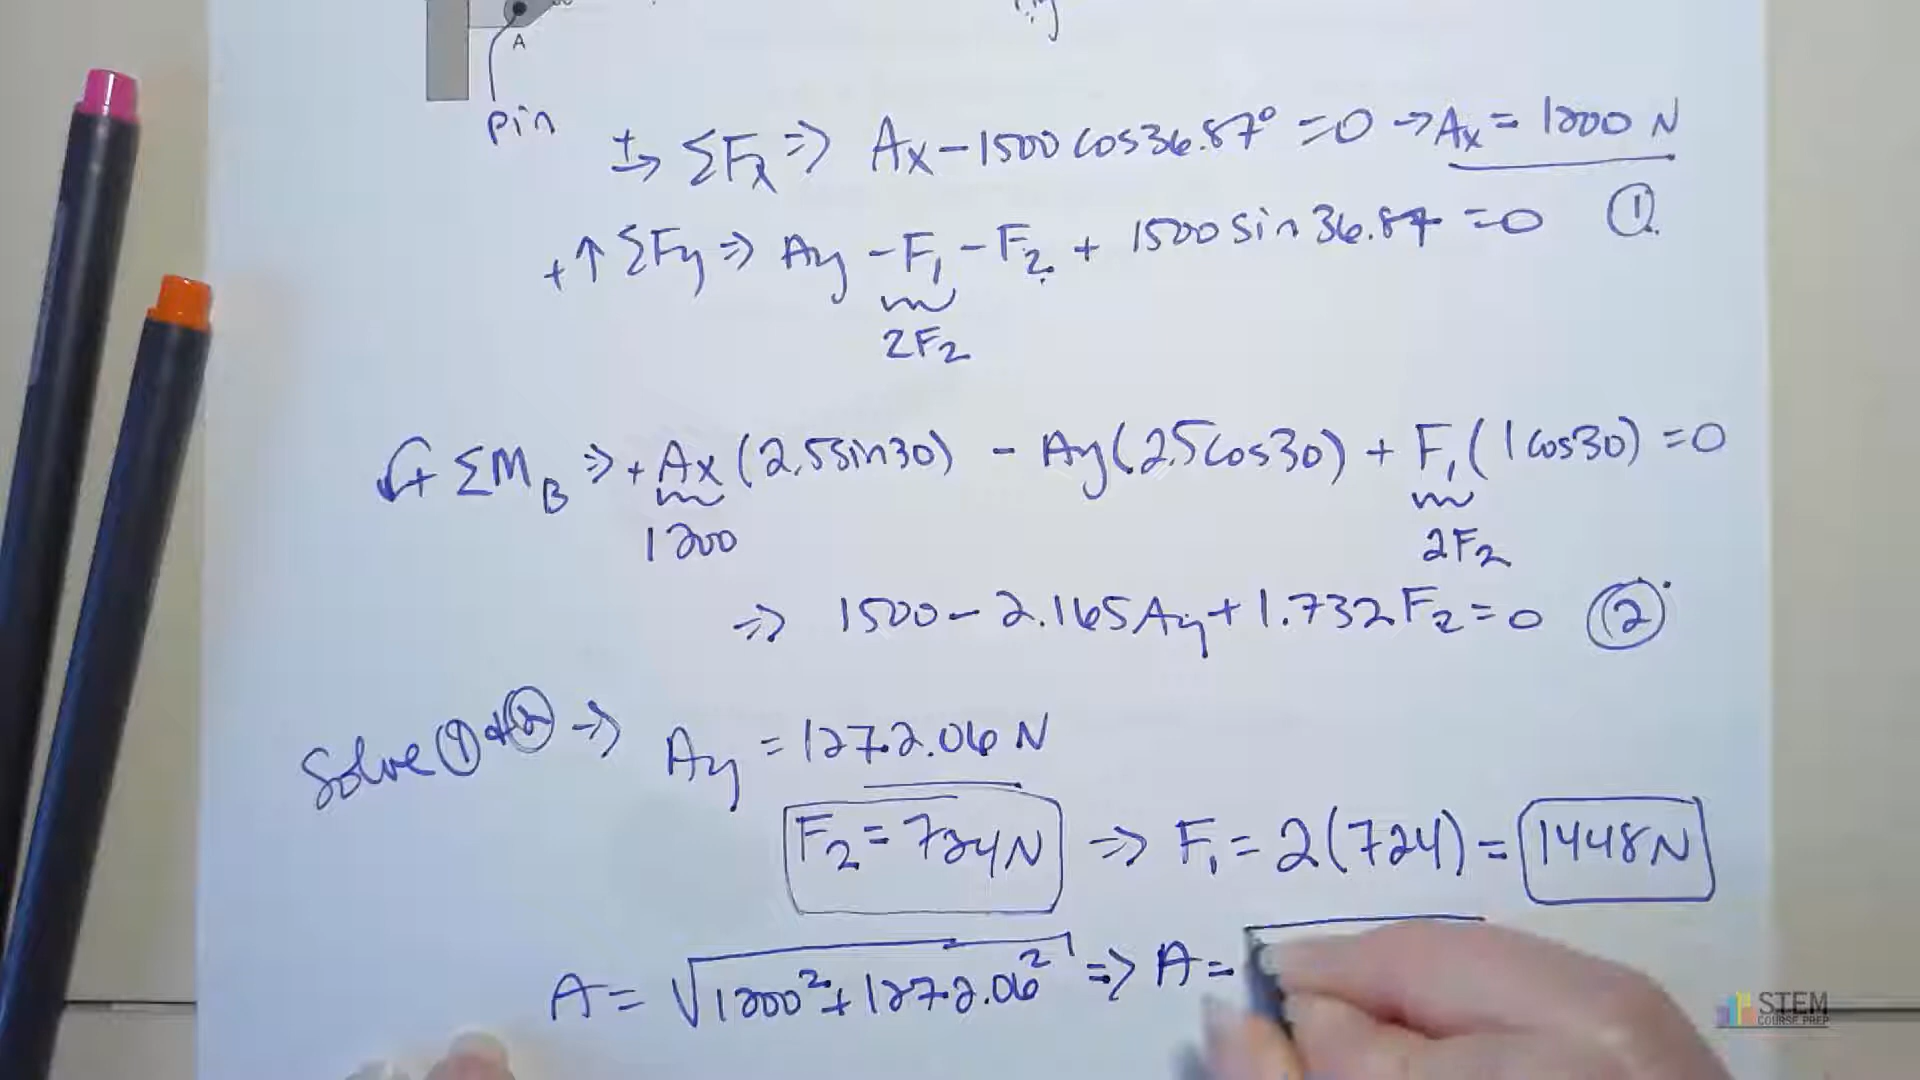 A
pin
+→ ΣFx ⇒ Ax - 1500 cos36.87° = 0 → Ax = 1200 N
+↑ ΣFy ⇒ Ay - F1 - F2 + 1500 sin 36.87 = 0 ①
2F2
↶+ ΣMB ⇒ + Ax (2.5sin30) - Ay (2.5cos30) + F1 (1 cos30) = 0
1200 2F2
⇒ 1500 - 2.165Ay + 1.732F2 = 0 ②
Solve ① + ② → Ay = 1272.06 N
F2 = 724N ⇒ F1 = 2(724) = 1448N
A = √1200² + 1272.06² ⇒ A =
STEM
COURSE PREP